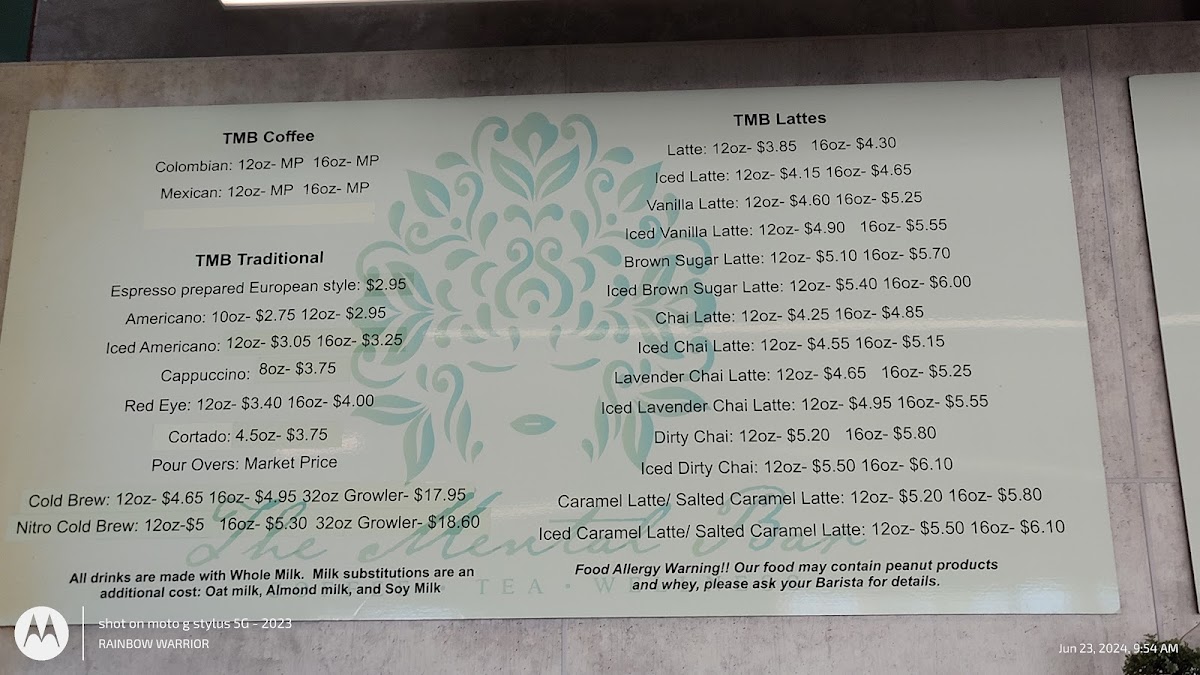 TMB Coffee
Colombian: 12oz- MP 16oz- MP
Mexican: 12oz- MP 16oz- MP
TMB Traditional
Espresso prepared European style: $2.95
Americano: 10oz- $2.75 12oz- $2.95
Iced Americano: 12oz- $3.05 16oz- $3.25
Cappuccino: 8oz- $3.75
Red Eye: 12oz- $3.40 16oz- $4.00
Cortado: 4.5oz- $3.75
Pour Overs: Market Price
Cold Brew: 12oz- $4.65 16oz- $4.95 32oz Growler- $17.95
Nitro Cold Brew: 12oz-$5 16oz- $5.30 32oz Growler- $18.60
All drinks are made with Whole Milk. Milk substitutions are an
additional cost: Oat milk, Almond milk, and Soy Milk
TMB Lattes
Latte: 12oz- $3.85 16oz- $4.30
Iced Latte: 12oz- $4.15 16oz- $4.65
Vanilla Latte: 12oz- $4.60 16oz- $5.25
Iced Vanilla Latte: 12oz- $4.90 16oz- $5.55
Brown Sugar Latte: 12oz- $5.10 16oz- $5.70
Iced Brown Sugar Latte: 12oz- $5.40 16oz- $6.00
Chai Latte: 12oz- $4.25 16oz- $4.85
Iced Chai Latte: 12oz- $4.55 16oz- $5.15
Lavender Chai Latte: 12oz- $4.65 16oz- $5.25
Iced Lavender Chai Latte: 12oz- $4.95 16oz- $5.55
Dirty Chai: 12oz- $5.20 16oz- $5.80
Iced Dirty Chai: 12oz- $5.50 16oz- $6.10
Caramel Latte/ Salted Caramel Latte: 12oz- $5.20 16oz- $5.80
Iced Caramel Latte/ Salted Caramel Latte: 12oz- $5.50 16oz- $6.10
Food Allergy Warning!! Our food may contain peanut products
and whey, please ask your Barista for details.
The Mental Bar
TEA
shot on moto g stylus 5G - 2023
RAINBOW WARRIOR
Jun 23, 2024, 9:54 AM